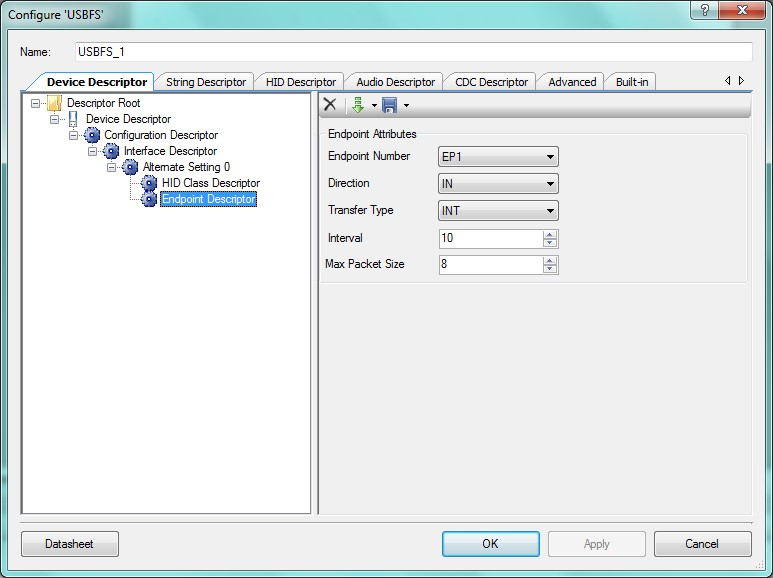 Configure 'USBFS'
Name: USBFS_1
Device Descriptor String Descriptor HID Descriptor Audio Descriptor CDC Descriptor Advanced Built-in
Descriptor Root
Device Descriptor
Configuration Descriptor
Interface Descriptor
Alternate Setting 0
HID Class Descriptor
Endpoint Descriptor
Endpoint Attributes
Endpoint Number EP1
Direction IN
Transfer Type INT
Interval 10
Max Packet Size 8
Datasheet OK Apply Cancel